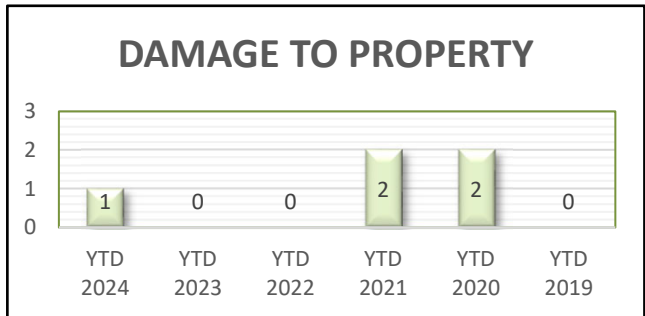 DAMAGE TO PROPERTY
3
2
1
0
1 0 0 2 2 0
YTD YTD YTD YTD YTD YTD
2024 2023 2022 2021 2020 2019